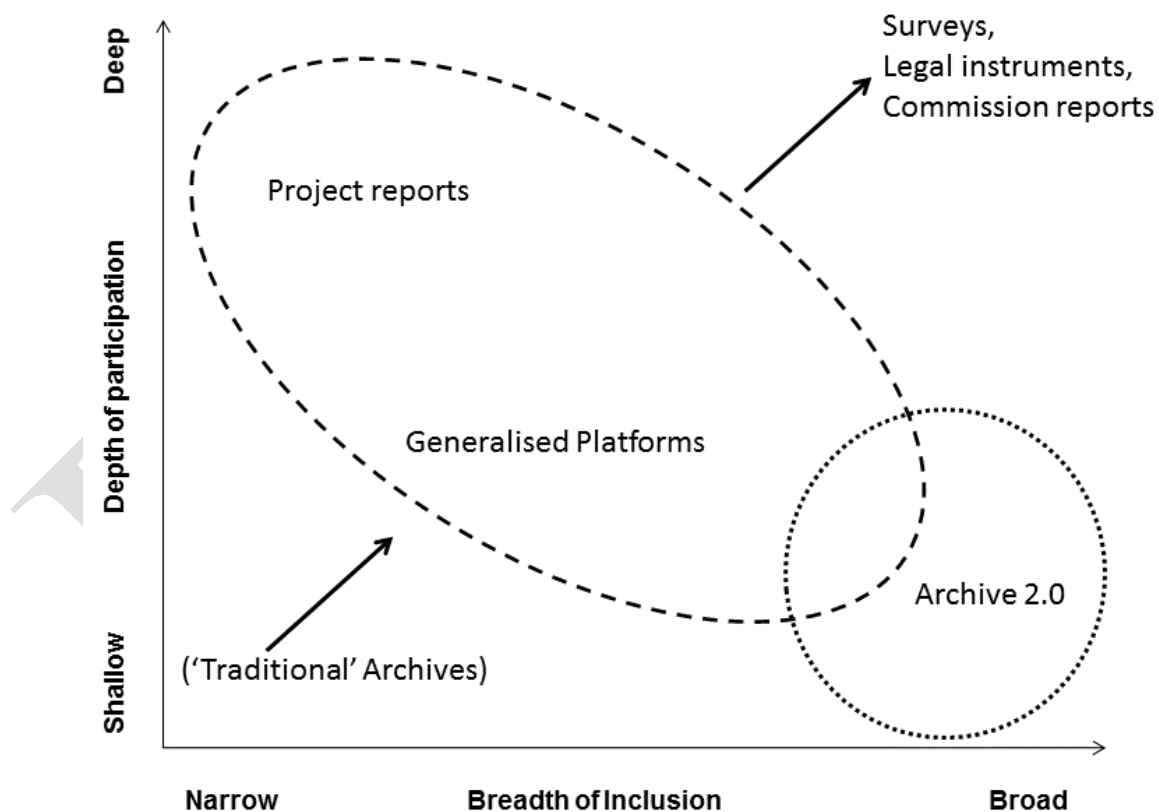 Deep
Depth of participation
Shallow
Surveys,
Legal instruments,
Commission reports
Project reports
Generalised Platforms
Archive 2.0
(‘Traditional’ Archives)
Narrow
Breadth of Inclusion
Broad